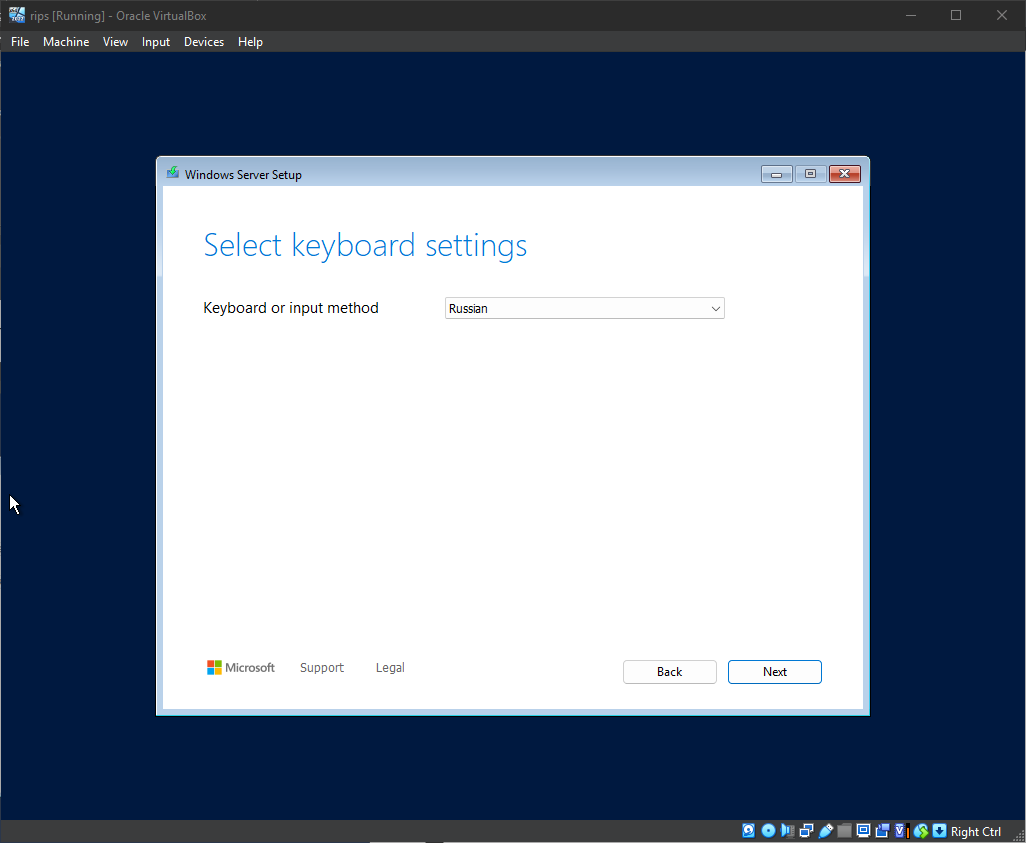 rips [Running] - Oracle VirtualBox
File Machine View Input Devices Help
Windows Server Setup
Select keyboard settings
Keyboard or input method Russian
Microsoft Support Legal Back Next
Right Ctrl